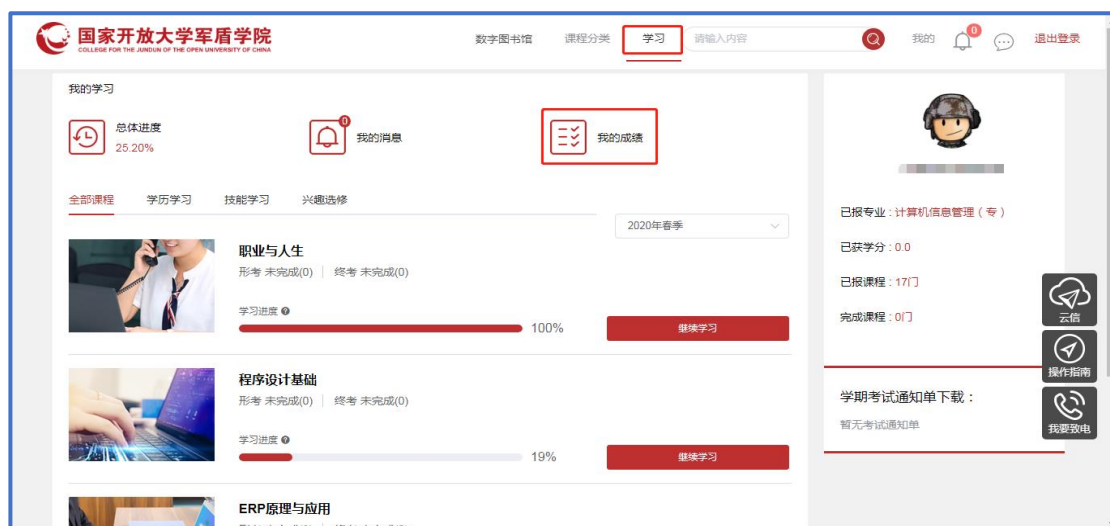 国家开放大学军盾学院
COLLEGE FOR THE JUNDUN OF THE OPEN UNIVERSITY OF CHINA
数字图书馆 课程分类 学习 请输入内容 我的 0 退出登录
我的学习
总体进度
25.20%
0
我的消息
我的成绩
全部课程 学历学习 技能学习 兴趣选修
2020年春季
职业与人生
形考 未完成(0) 终考 未完成(0)
学习进度
100%
继续学习
程序设计基础
形考 未完成(0) 终考 未完成(0)
学习进度
19%
继续学习
ERP原理与应用
已报专业：计算机信息管理（专）
已获学分：0.0
已报课程：17门
完成课程：0门
学期考试通知单下载：
暂无考试通知单
云信
操作指南
我要致电